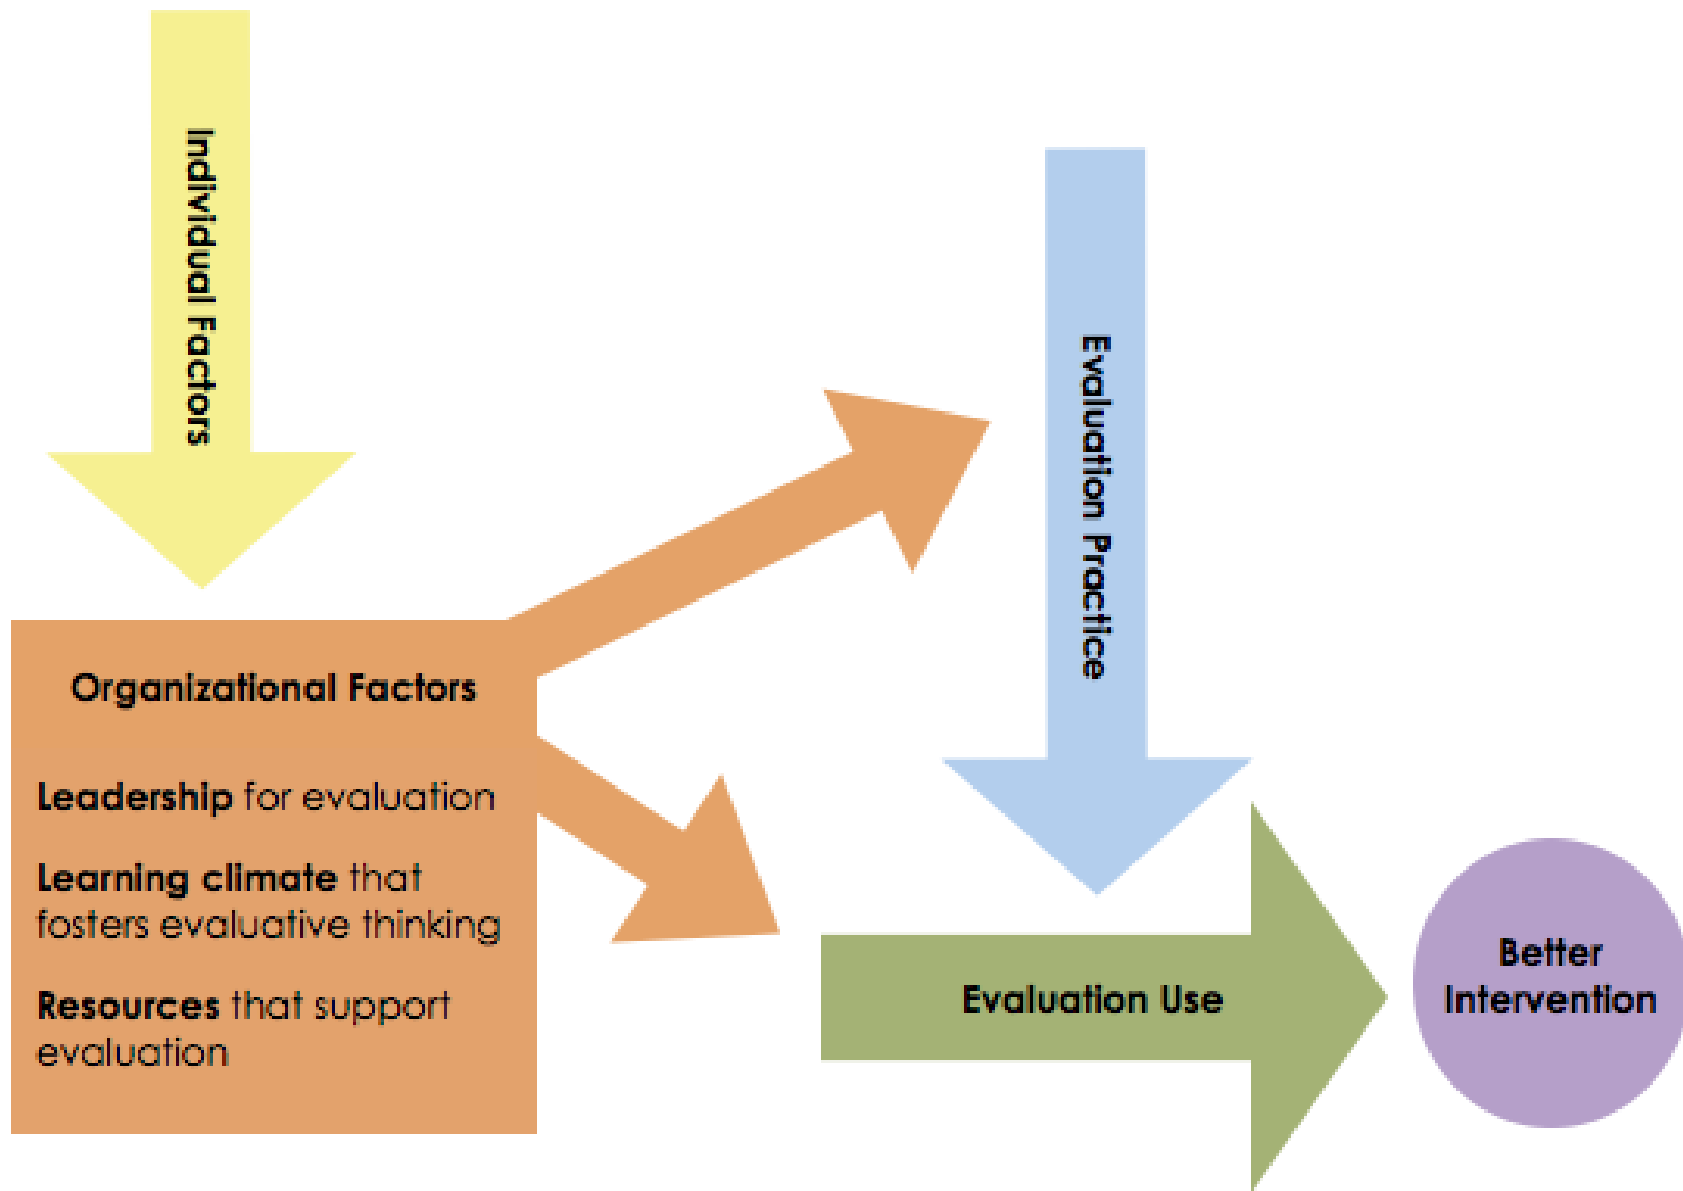 Individual Factors
Evaluation Practice
Organizational Factors
Leadership for evaluation
Learning climate that
fosters evaluative thinking
Resources that support
evaluation
Evaluation Use
Better
Intervention